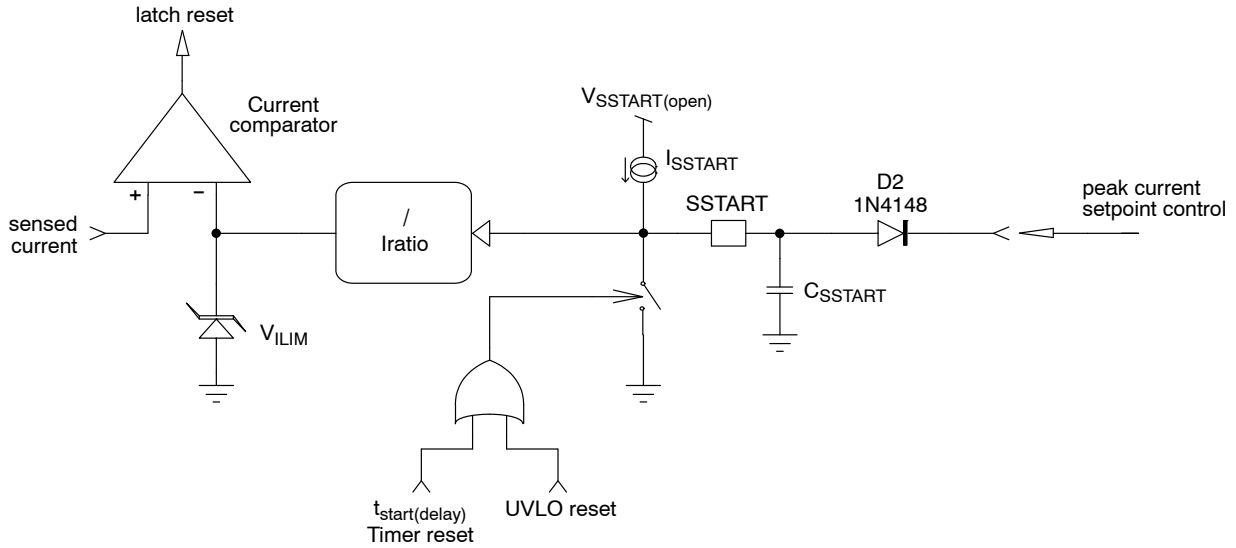 latch reset
Current
comparator
+
−
sensed
current
/
Iratio
VILIM
VSSTART(open)
ISSTART
SSTART
CSSTART
D2
1N4148
peak current
setpoint control
tstart(delay)
Timer reset
UVLO reset